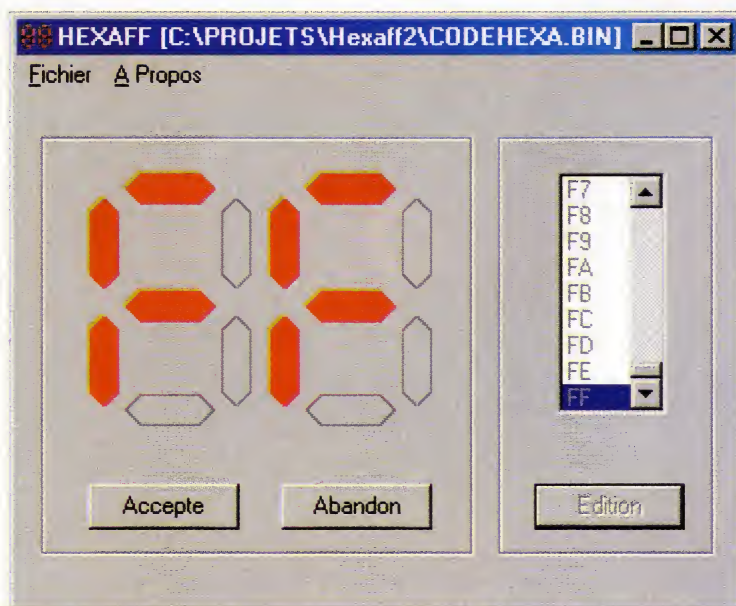 HEXAFF [C:\PROJETS\Hexaff2\CODEHEXA.BIN]
Fichier A Propos
FF
F7
F8
F9
FA
FB
FC
FD
FE
FF
Accepte Abandon Edition